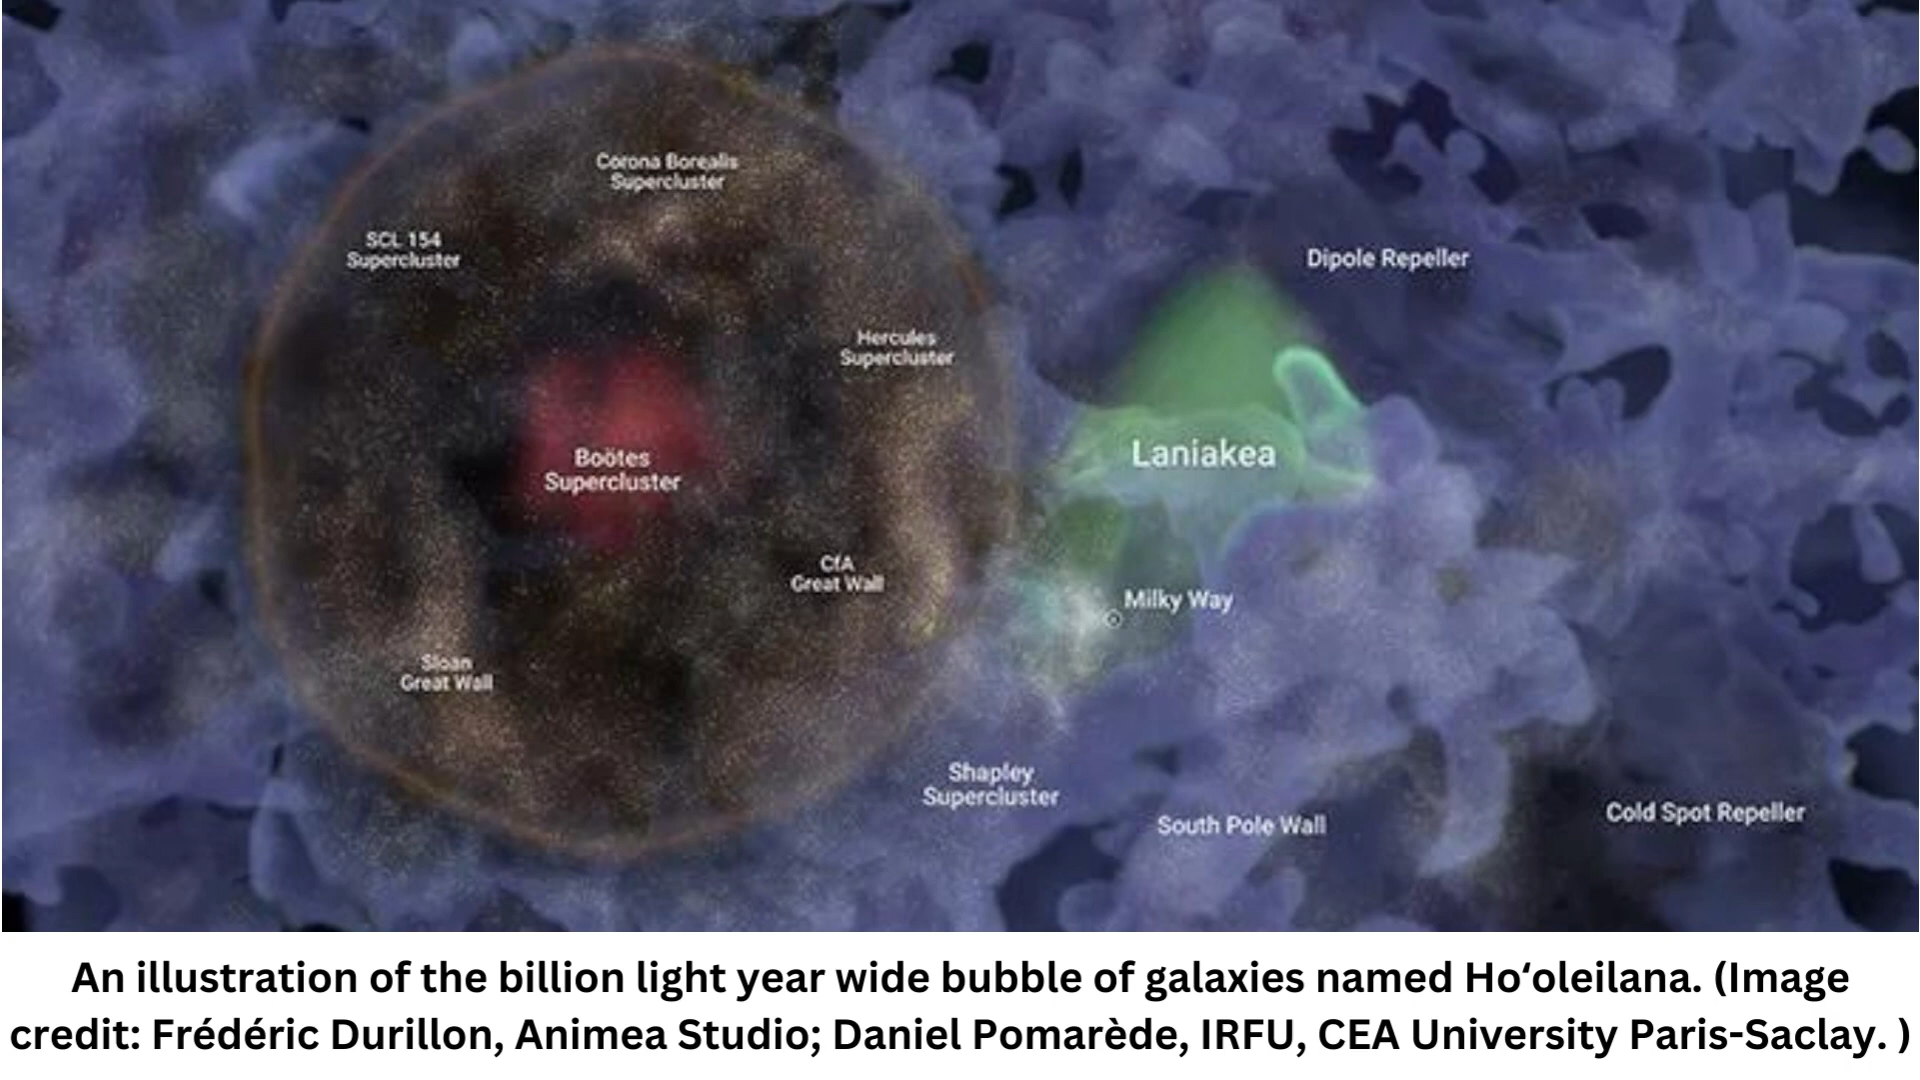 Corona Borealis
Supercluster
SCL 154
Supercluster
Dipole Repeller
Hercules
Supercluster
Boötes
Supercluster
Laniakea
CfA
Great Wall
Milky Way
Sloan
Great Wall
Shapley
Supercluster
South Pole Wall
Cold Spot Repeller
An illustration of the billion light year wide bubble of galaxies named Hoʻoleilana. (Image
credit: Frédéric Durillon, Animea Studio; Daniel Pomarède, IRFU, CEA University Paris-Saclay. )